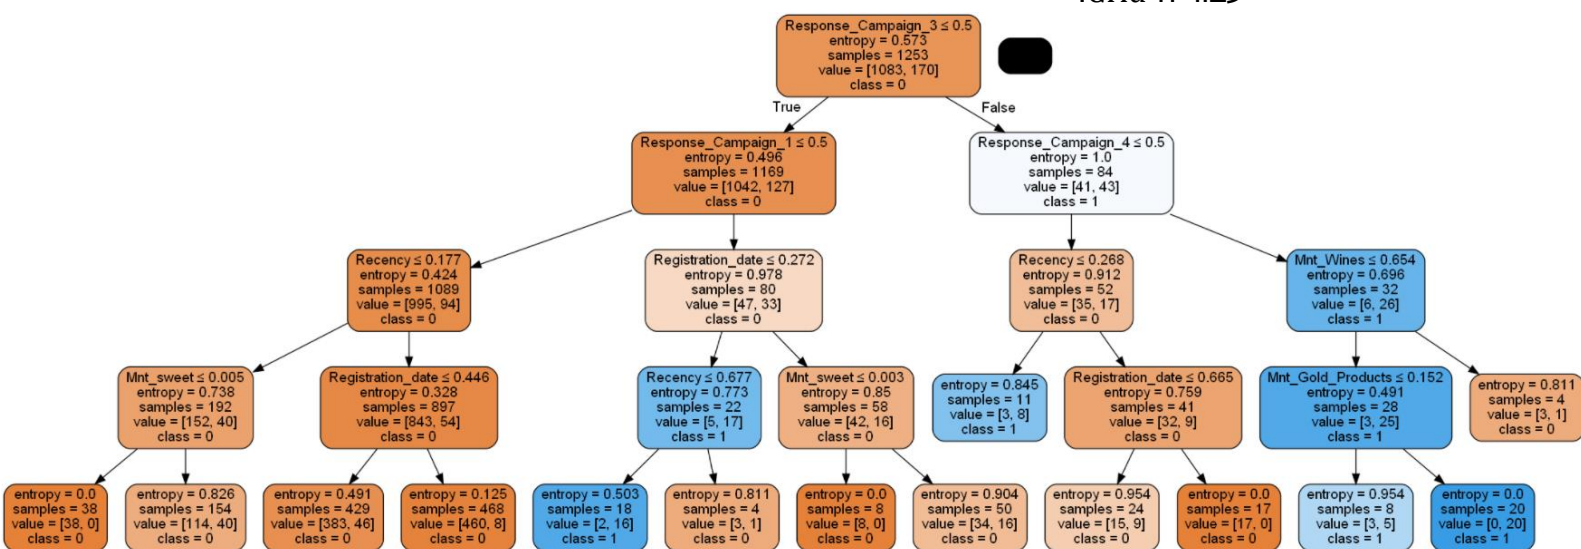 Response_Campaign_3 ≤ 0.5
entropy = 0.573
samples = 1253
value = [1083, 170]
class = 0
True
False
Response_Campaign_1 ≤ 0.5
entropy = 0.496
samples = 1169
value = [1042, 127]
class = 0
Response_Campaign_4 ≤ 0.5
entropy = 1.0
samples = 84
value = [41, 43]
class = 1
Recency ≤ 0.177
entropy = 0.424
samples = 1089
value = [995, 94]
class = 0
Registration_date ≤ 0.272
entropy = 0.978
samples = 80
value = [47, 33]
class = 0
Recency ≤ 0.268
entropy = 0.912
samples = 52
value = [35, 17]
class = 0
Mnt_Wines ≤ 0.654
entropy = 0.696
samples = 32
value = [6, 26]
class = 1
Mnt_sweet ≤ 0.005
entropy = 0.738
samples = 192
value = [152, 40]
class = 0
Registration_date ≤ 0.446
entropy = 0.328
samples = 897
value = [843, 54]
class = 0
Recency ≤ 0.677
entropy = 0.773
samples = 22
value = [5, 17]
class = 1
Mnt_sweet ≤ 0.003
entropy = 0.85
samples = 58
value = [42, 16]
class = 0
entropy = 0.845
samples = 11
value = [3, 8]
class = 1
Registration_date ≤ 0.665
entropy = 0.759
samples = 41
value = [32, 9]
class = 0
Mnt_Gold_Products ≤ 0.152
entropy = 0.491
samples = 28
value = [3, 25]
class = 1
entropy = 0.811
samples = 4
value = [3, 1]
class = 0
entropy = 0.0
samples = 38
value = [38, 0]
class = 0
entropy = 0.826
samples = 154
value = [114, 40]
class = 0
entropy = 0.491
samples = 429
value = [383, 46]
class = 0
entropy = 0.125
samples = 468
value = [460, 8]
class = 0
entropy = 0.503
samples = 18
value = [2, 16]
class = 1
entropy = 0.811
samples = 4
value = [3, 1]
class = 0
entropy = 0.0
samples = 8
value = [8, 0]
class = 0
entropy = 0.904
samples = 50
value = [34, 16]
class = 0
entropy = 0.954
samples = 24
value = [15, 9]
class = 0
entropy = 0.0
samples = 17
value = [17, 0]
class = 0
entropy = 0.954
samples = 8
value = [3, 5]
class = 1
entropy = 0.0
samples = 20
value = [0, 20]
class = 1